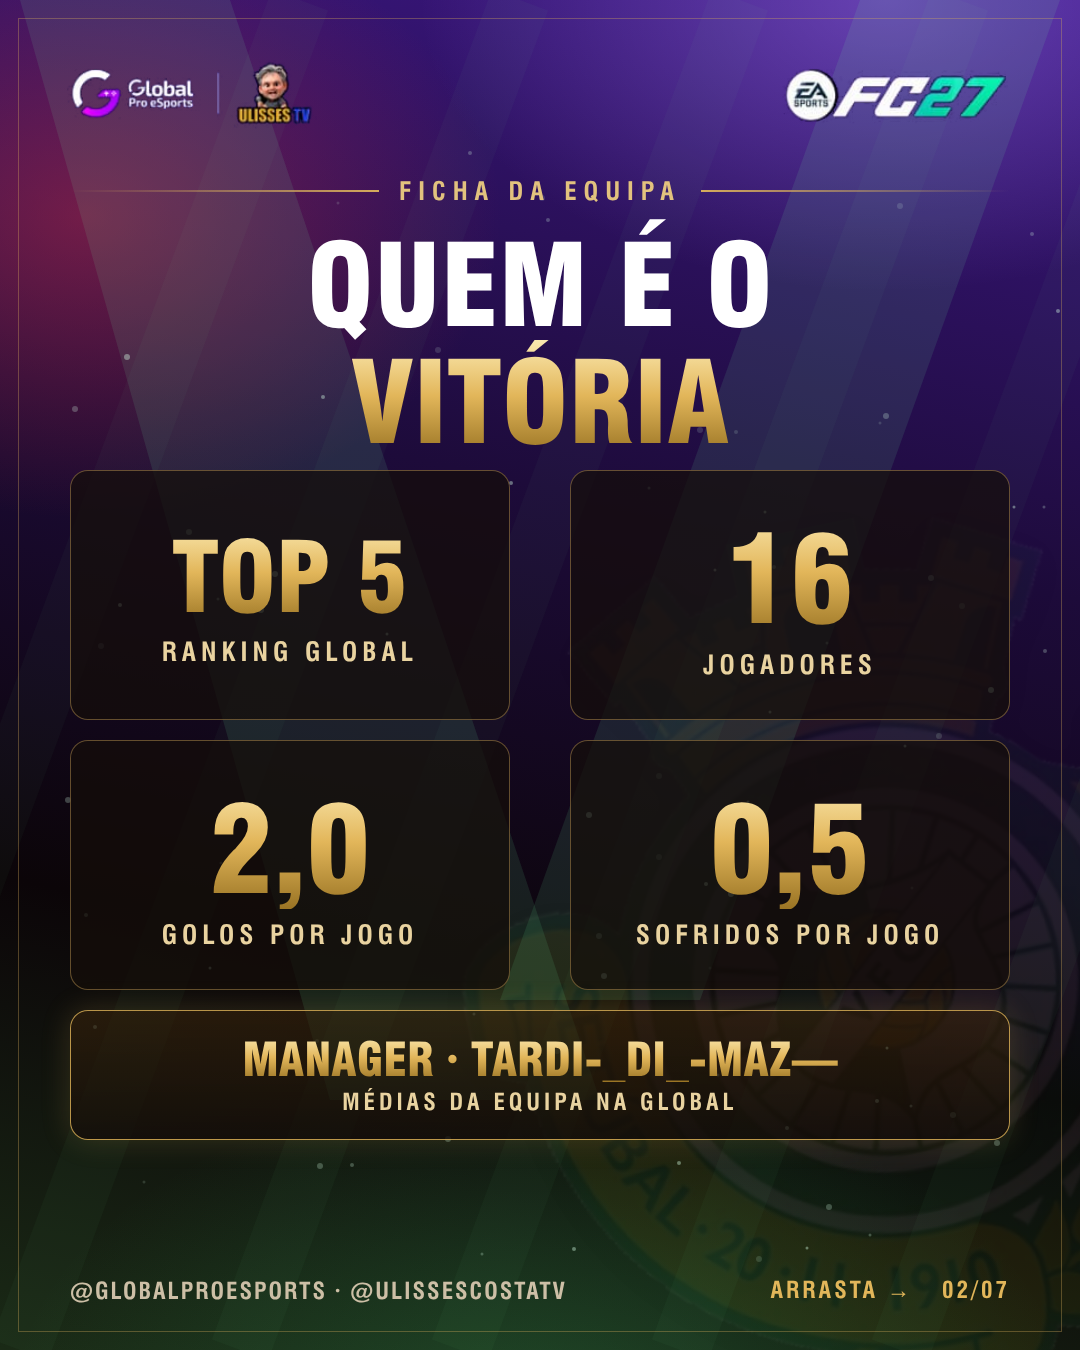 Global
Pro eSports
ULISSES TV
EA
SPORTS
FC27
FICHA DA EQUIPA
QUEM É O
VITÓRIA
TOP 5
RANKING GLOBAL
16
JOGADORES
2,0
GOLOS POR JOGO
0,5
SOFRIDOS POR JOGO
MANAGER · TARDI-_DI_-MAZ—
MÉDIAS DA EQUIPA NA GLOBAL
@GLOBALPROESPORTS · @ULISSESCOSTATV
ARRASTA → 02/07